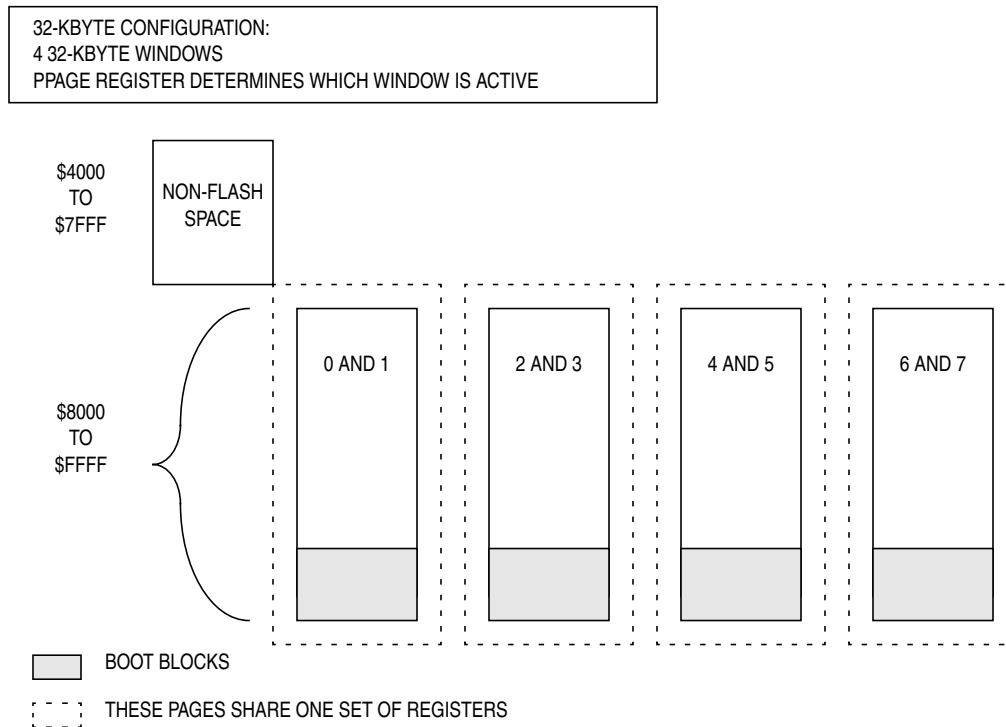 32-KBYTE CONFIGURATION:
4 32-KBYTE WINDOWS
PPAGE REGISTER DETERMINES WHICH WINDOW IS ACTIVE
$4000
TO
$7FFF
NON-FLASH
SPACE
0 AND 1
2 AND 3
4 AND 5
6 AND 7
$8000
TO
$FFFF
BOOT BLOCKS
THESE PAGES SHARE ONE SET OF REGISTERS